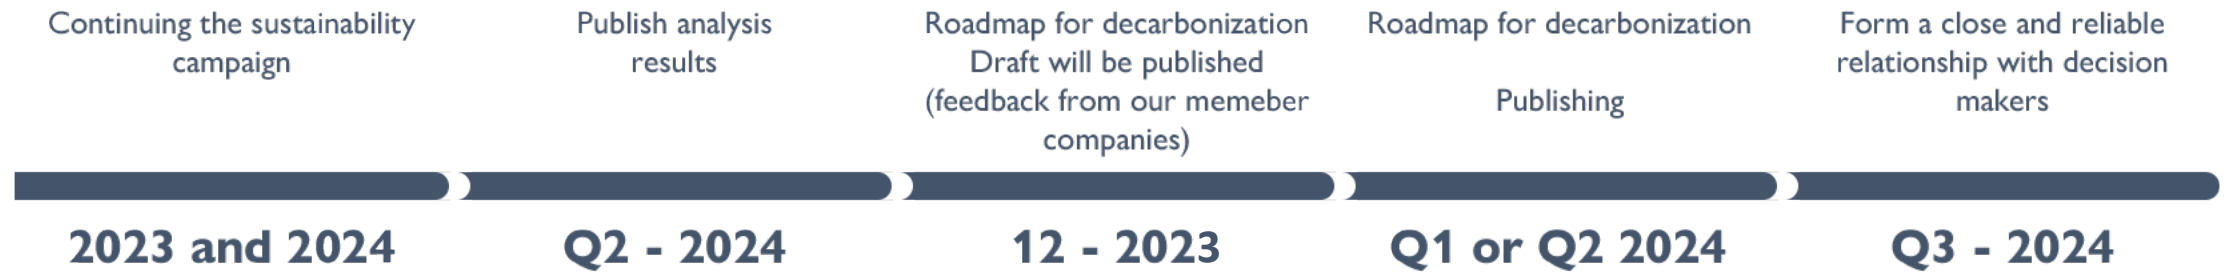 Continuing the sustainability
campaign
2023 and 2024
Publish analysis
results
Q2 - 2024
Roadmap for decarbonization
Draft will be published
(feedback from our memeber
companies)
12 - 2023
Roadmap for decarbonization
Publishing
Q1 or Q2 2024
Form a close and reliable
relationship with decision
makers
Q3 - 2024